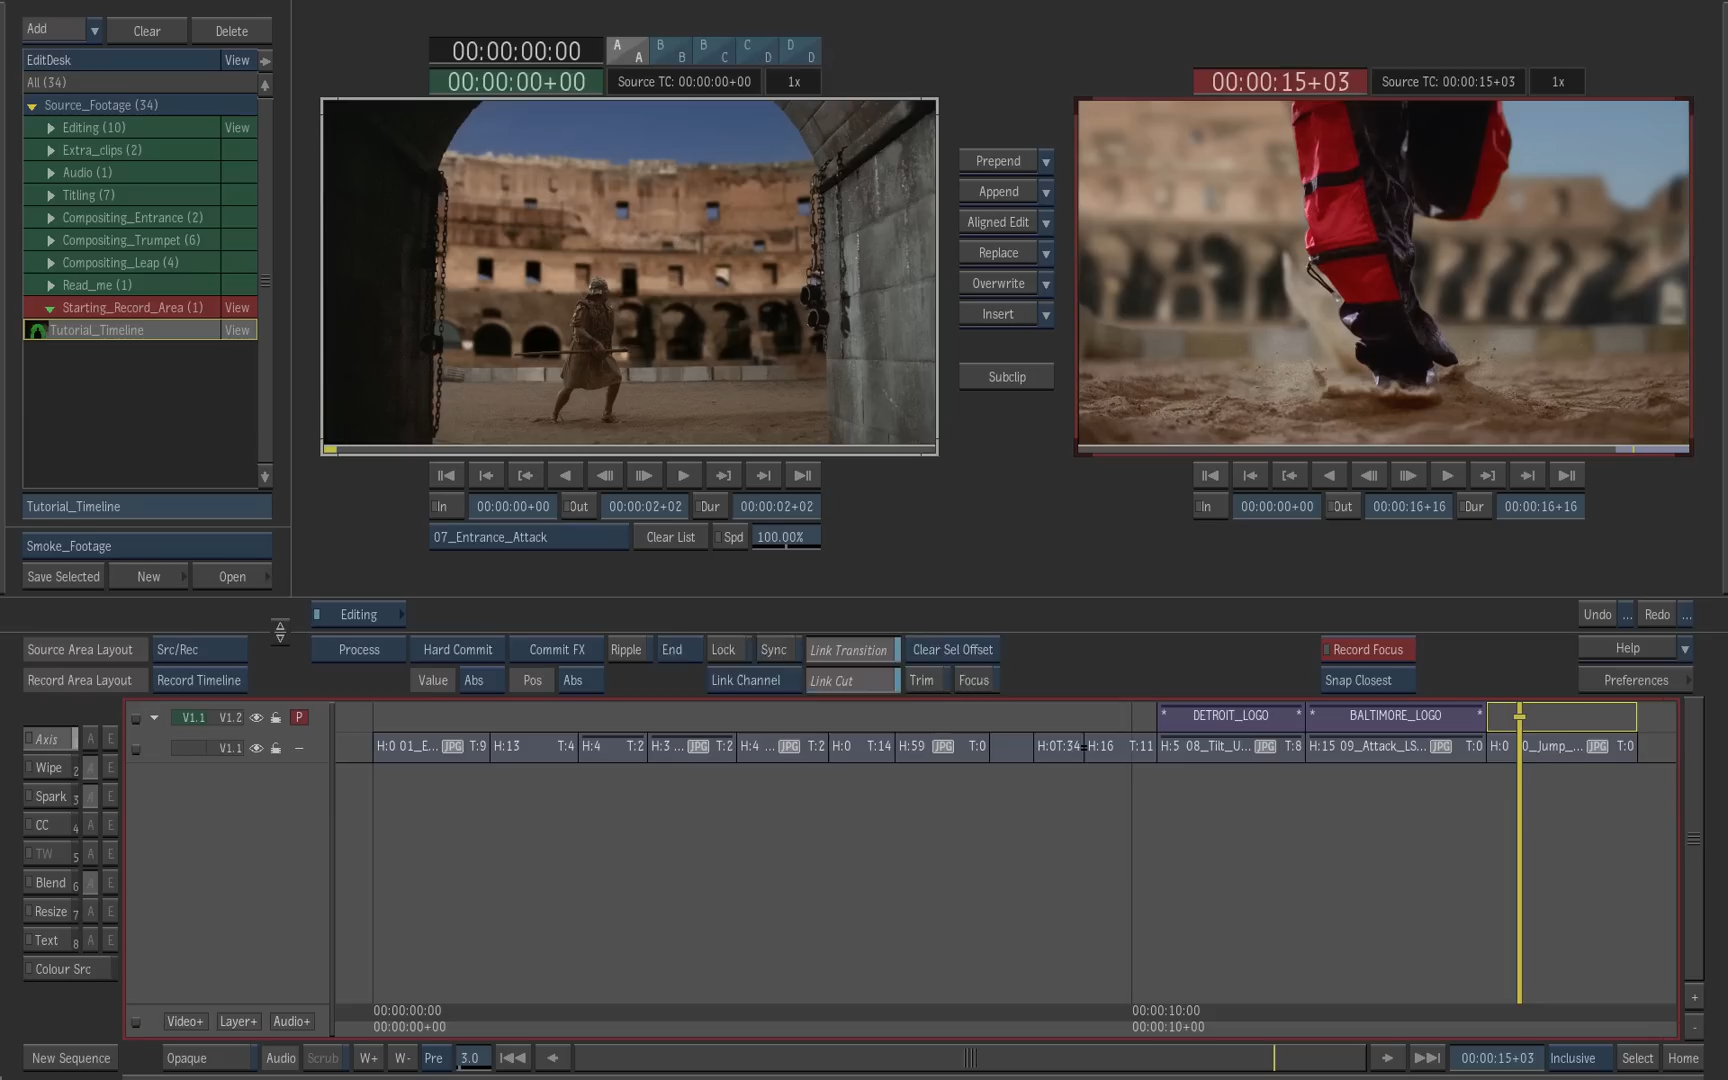 Add Clear Delete
EditDesk View
All (34)
Source_Footage (34)
Editing (10) View
Extra_clips (2)
Audio (1)
Titling (7)
Compositing_Entrance (2)
Compositing_Trumpet (6)
Compositing_Leap (4)
Read_me (1)
Starting_Record_Area (1) View
Tutorial_Timeline View
Tutorial_Timeline
Smoke_Footage
Save Selected New Open
00:00:00:00 A A B B B C C D D D
00:00:00+00 Source TC: 00:00:00+00 1x
In 00:00:00+00 Out 00:00:02+02 Dur 00:00:02+02
07_Entrance_Attack Clear List Spd 100.00%
Prepend
Append
Aligned Edit
Replace
Overwrite
Insert
Subclip
00:00:15+03 Source TC: 00:00:15+03 1x
In 00:00:00+00 Out 00:00:16+16 Dur 00:00:16+16
Editing Undo ... Redo ...
Source Area Layout Src/Rec Process Hard Commit Commit FX Ripple End Lock Sync Link Transition Clear Sel Offset Record Focus Help
Record Area Layout Record Timeline Value Abs Pos Abs Link Channel Link Cut Trim Focus Snap Closest Preferences
V1.1 V1.2 P * DETROIT_LOGO * * BALTIMORE_LOGO *
V1.1 H:0 01_E... JPG T:9 H:13 T:4 H:4 T:2 H:3 ... JPG T:2 H:4 ... JPG T:2 H:0 T:14 H:59 JPG T:0 H:0T:34 H:16 T:11 H:5 08_Tilt_U... JPG T:8 H:15 09_Attack_LS... JPG T:0 H:0 0_Jump_... JPG T:0
Axis A E
Wipe 2 A E
Spark 3 A E
CC 4 A E
TW 5 A E
Blend 6 A E
Resize 7 A E
Text 8 A E
Colour Src
00:00:00:00 00:00:10:00
00:00:00+00 00:00:10+00
Video+ Layer+ Audio+
+
-
New Sequence Opaque Audio Scrub W+ W- Pre 3.0 00:00:15+03 Inclusive Select Home